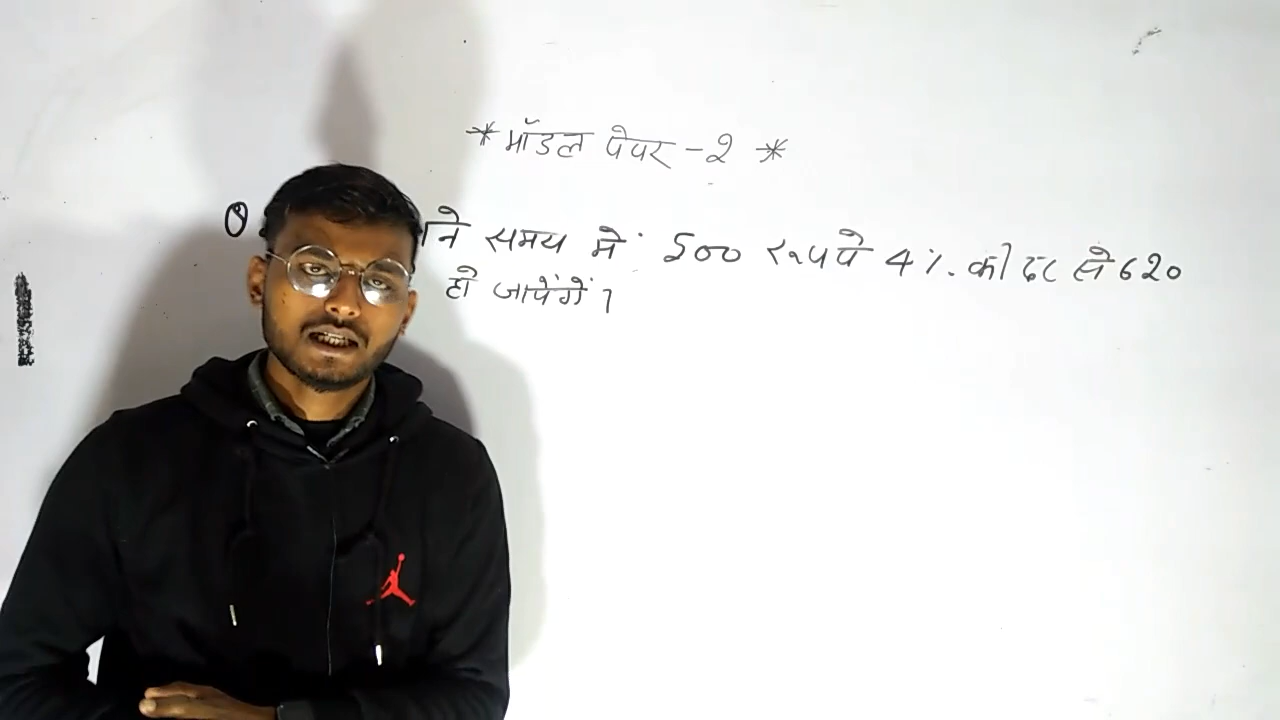 * मॉडल पेपर - 2 *
Q ने समय में 500 रूपये 4%. की दर से 620
हो जायेंगें।